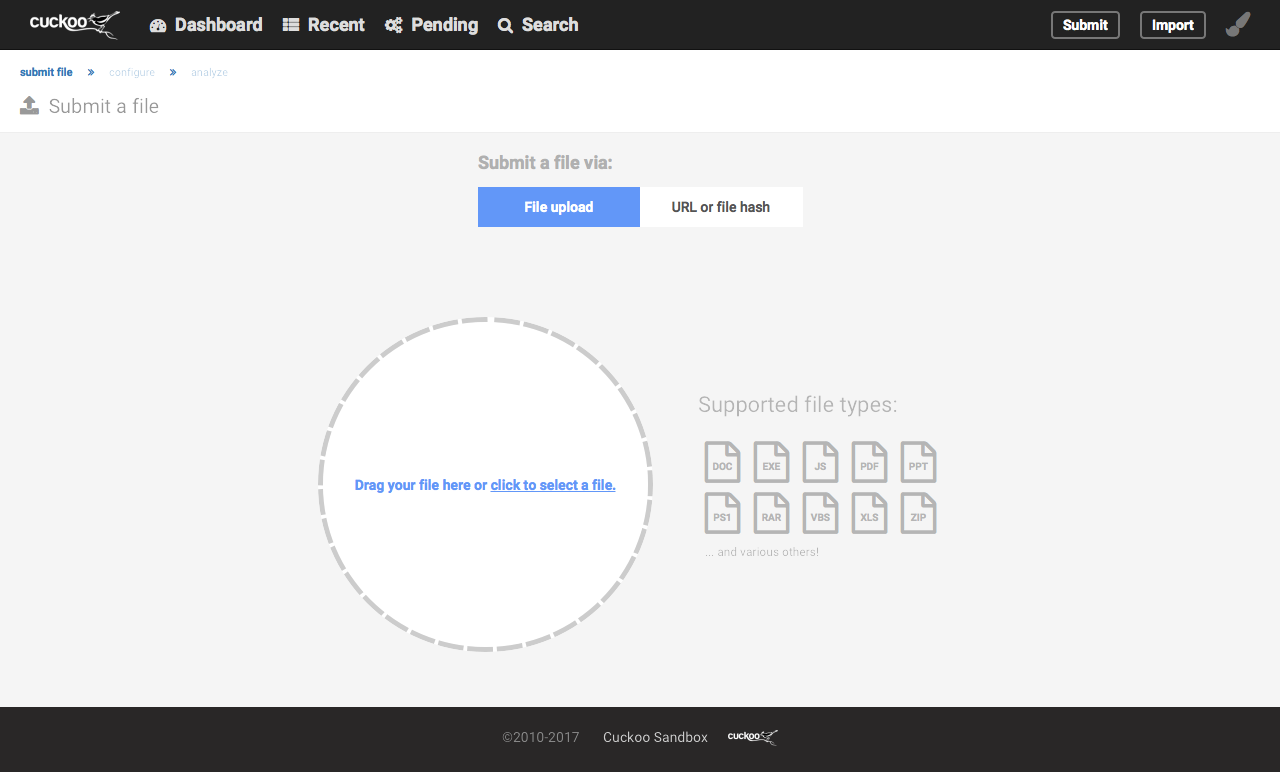 cuckoo Dashboard Recent Pending Search Submit Import
submit file » configure » analyze
Submit a file
Submit a file via:
File upload URL or file hash
Drag your file here or click to select a file.
Supported file types:
DOC EXE JS PDF PPT
PS1 RAR VBS XLS ZIP
... and various others!
©2010-2017 Cuckoo Sandbox cuckoo